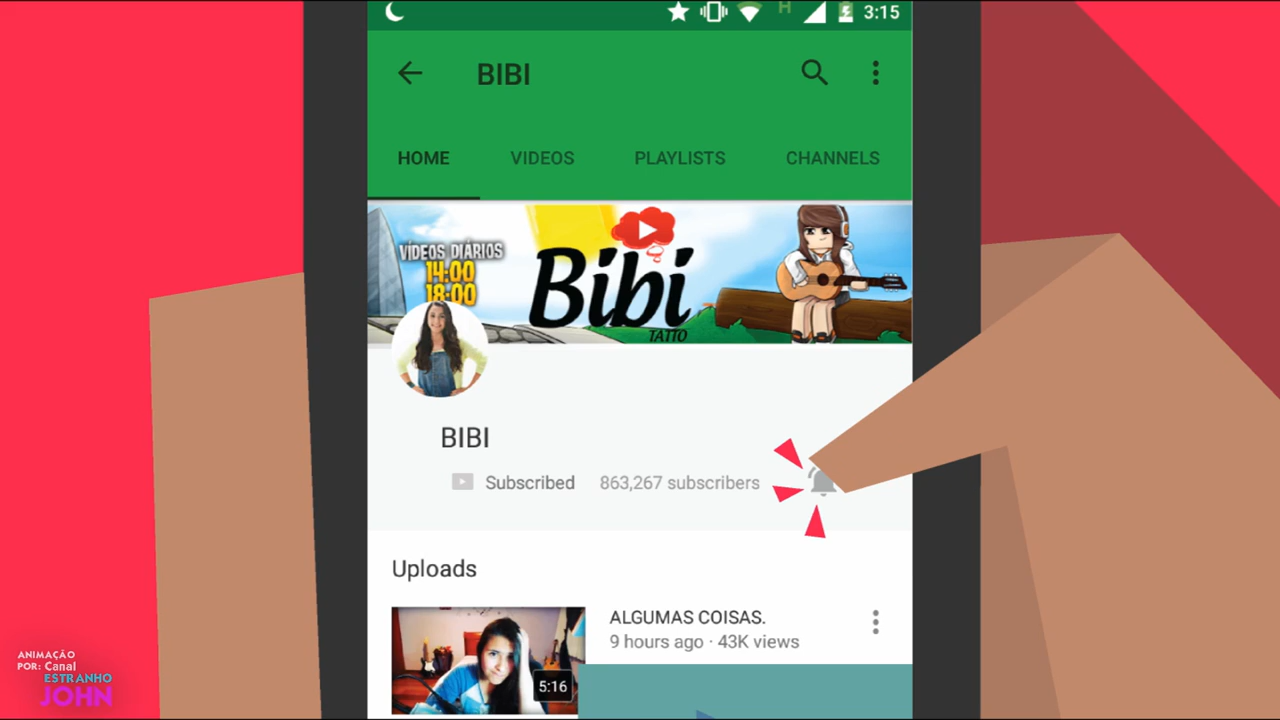 H 3:15
BIBI
HOME VIDEOS PLAYLISTS CHANNELS
VÍDEOS DIÁRIOS
14:00
18:00
Bibi
TATTO
BIBI
Subscribed 863,267 subscribers
Uploads
ALGUMAS COISAS.
9 hours ago · 43K views
5:16
ANIMAÇÃO
POR: Canal
ESTRANHO
JOHN